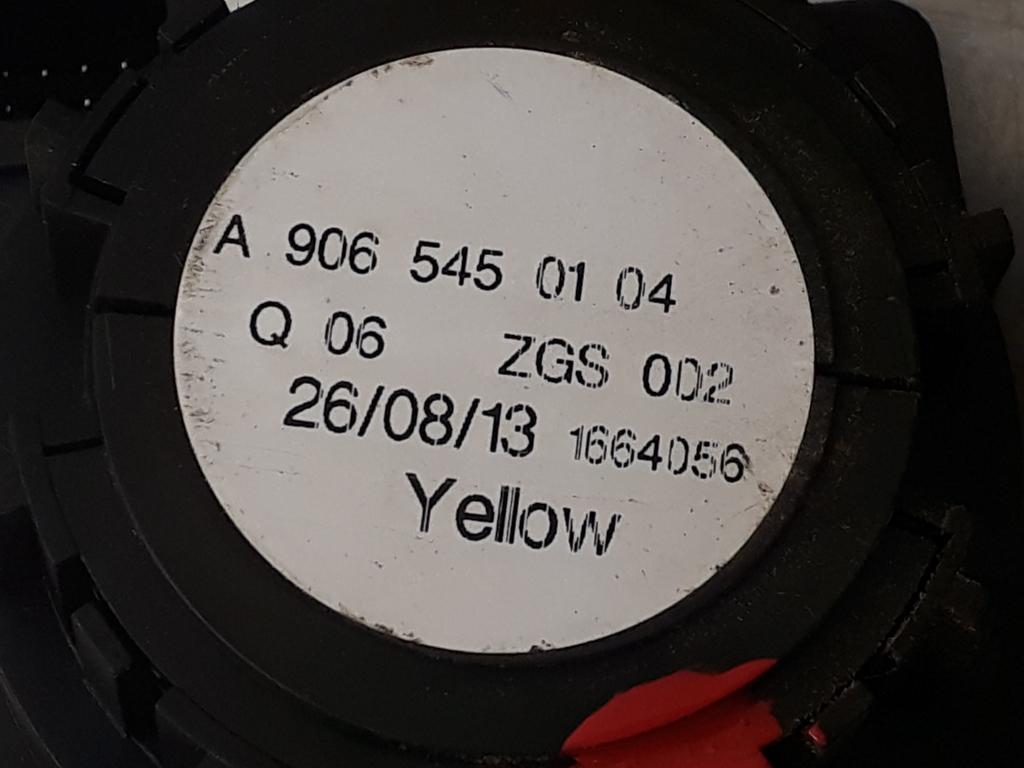 A 906 545 01 04
Q 06 ZGS 002
26/08/13 1664056
Yellow